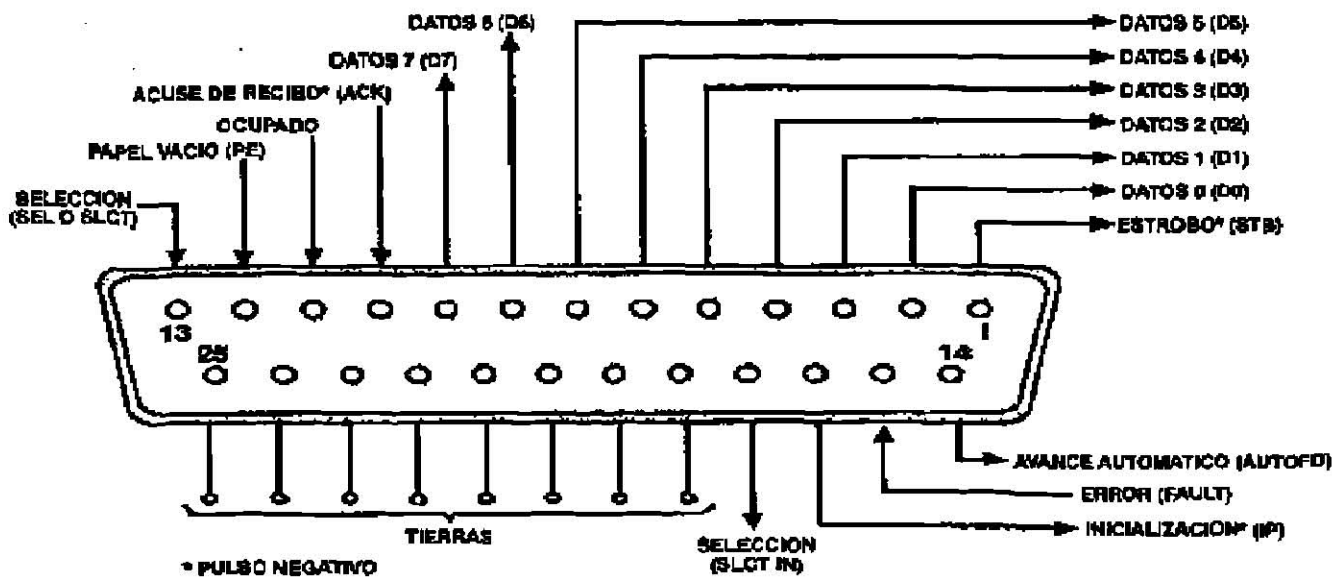 DATOS 6 (D6)
DATOS 5 (D5)
DATOS 7 (D7)
DATOS 4 (D4)
ACUSE DE RECIBO* (ACK)
DATOS 3 (D3)
OCUPADO
DATOS 2 (D2)
PAPEL VACIO (PE)
DATOS 1 (D1)
SELECCION
(SEL O SLCT)
DATOS 0 (D0)
ESTROBO* (STB)
13
1
25
14
AVANCE AUTOMATICO (AUTOFD)
ERROR (FAULT)
INICIALIZACIÓN* (IP)
TIERRAS
SELECCION
(SLCT IN)
* PULSO NEGATIVO